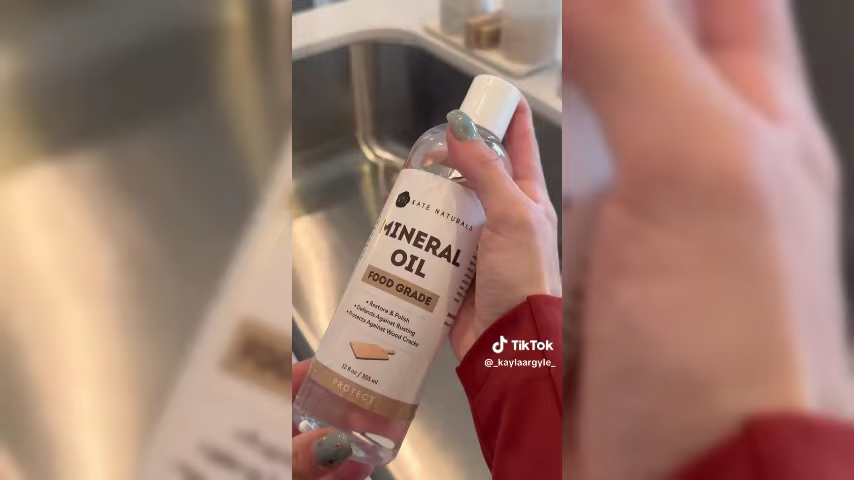 KATE NATURALS
MINERAL
OIL
FOOD GRADE
• Restore & Polish
• Defends Against Rusting
• Protects Against Wood Cracks
12 fl oz / 355 ml
PROTECT
TikTok
@_kaylaargyle_